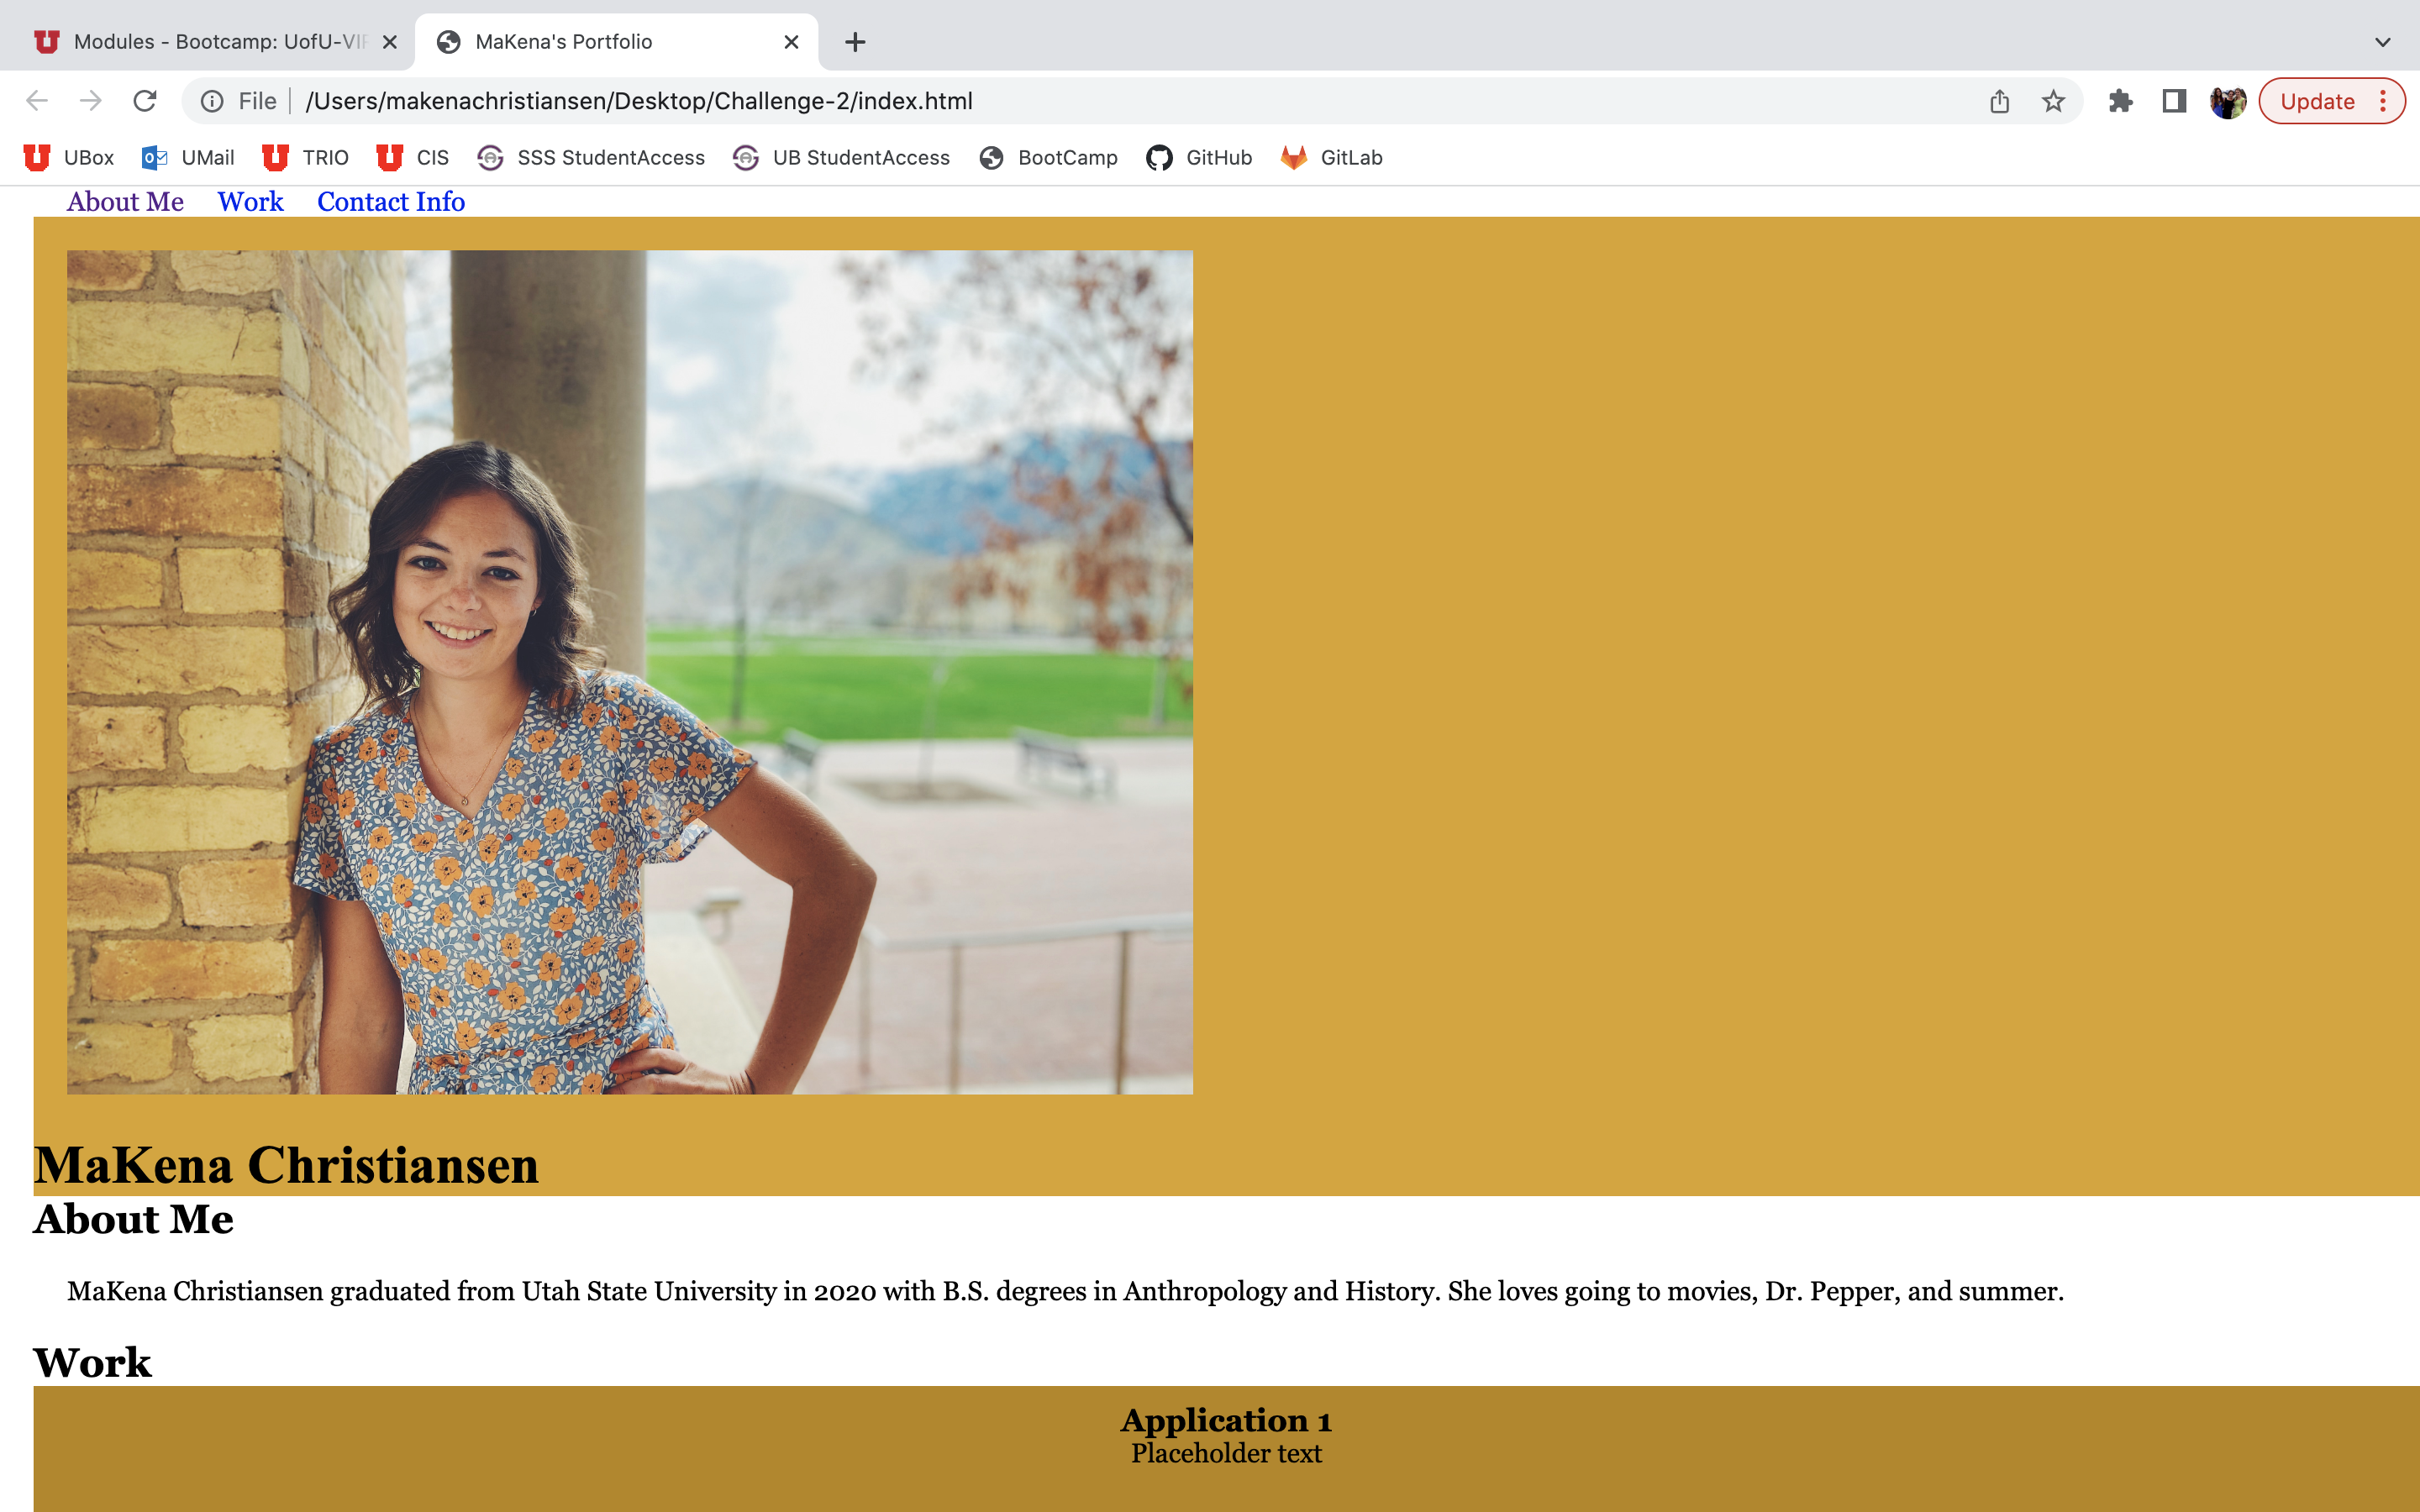 Modules - Bootcamp: UofU-VIR
MaKena's Portfolio
File
/Users/makenachristiansen/Desktop/Challenge-2/index.html
Update
UBox
UMail
TRIO
CIS
SSS StudentAccess
UB StudentAccess
BootCamp
GitHub
GitLab
About Me
Work
Contact Info
MaKena Christiansen
About Me
MaKena Christiansen graduated from Utah State University in 2020 with B.S. degrees in Anthropology and History. She loves going to movies, Dr. Pepper, and summer.
Work
Application 1
Placeholder text